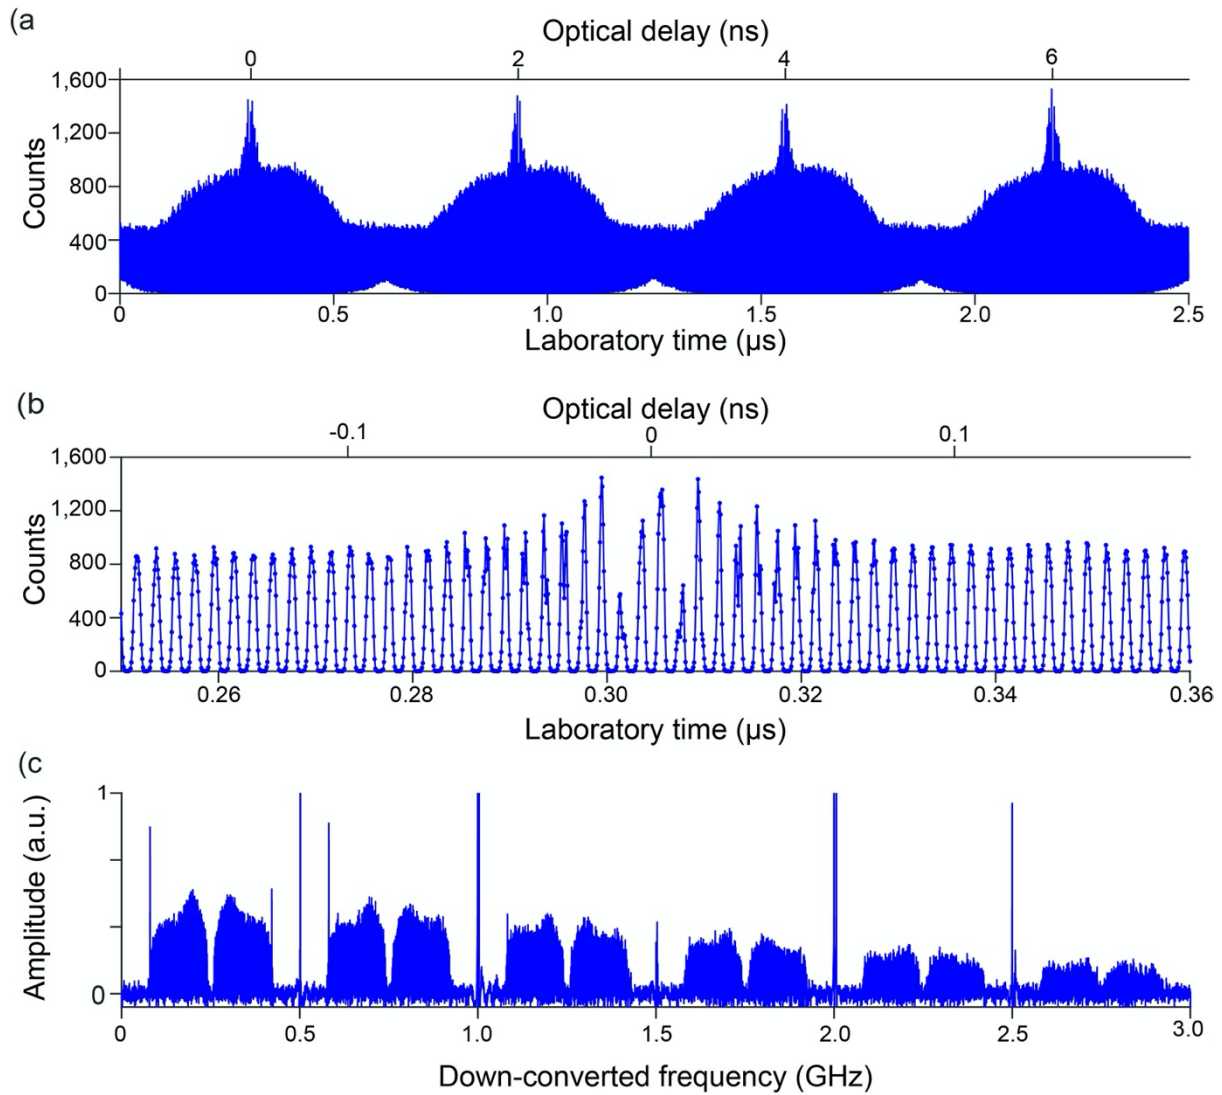 (a
Optical delay (ns)
0 2 4 6
1,600
1,200
800
400
0
Counts
0 0.5 1.0 1.5 2.0 2.5
Laboratory time (µs)
(b
Optical delay (ns)
-0.1 0 0.1
1,600
1,200
800
400
0
Counts
0.26 0.28 0.30 0.32 0.34 0.36
Laboratory time (µs)
(c
1
0
Amplitude (a.u.)
0 0.5 1.0 1.5 2.0 2.5 3.0
Down-converted frequency (GHz)